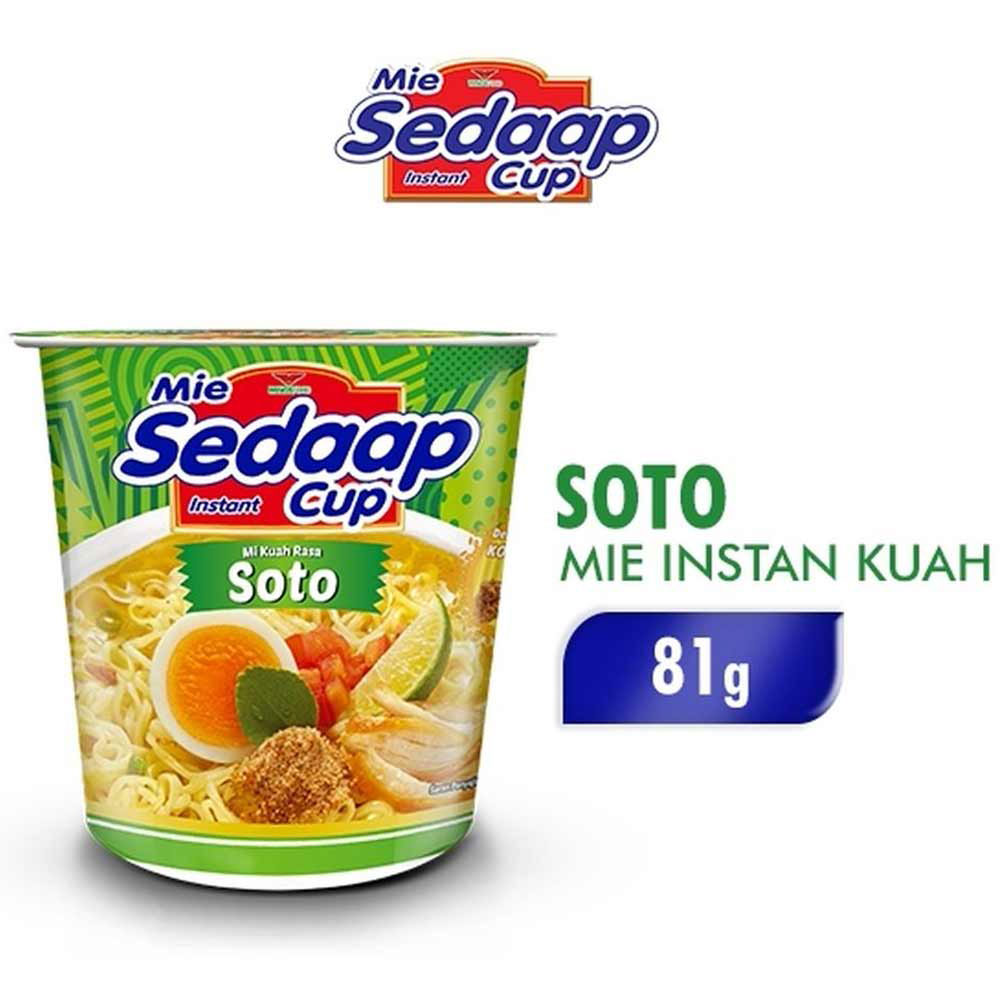 Mie
Sedaap
Instant Cup
Mie
Sedaap
Instant Cup
Mi Kuah Rasa
Soto
SOTO
MIE INSTAN KUAH
81g